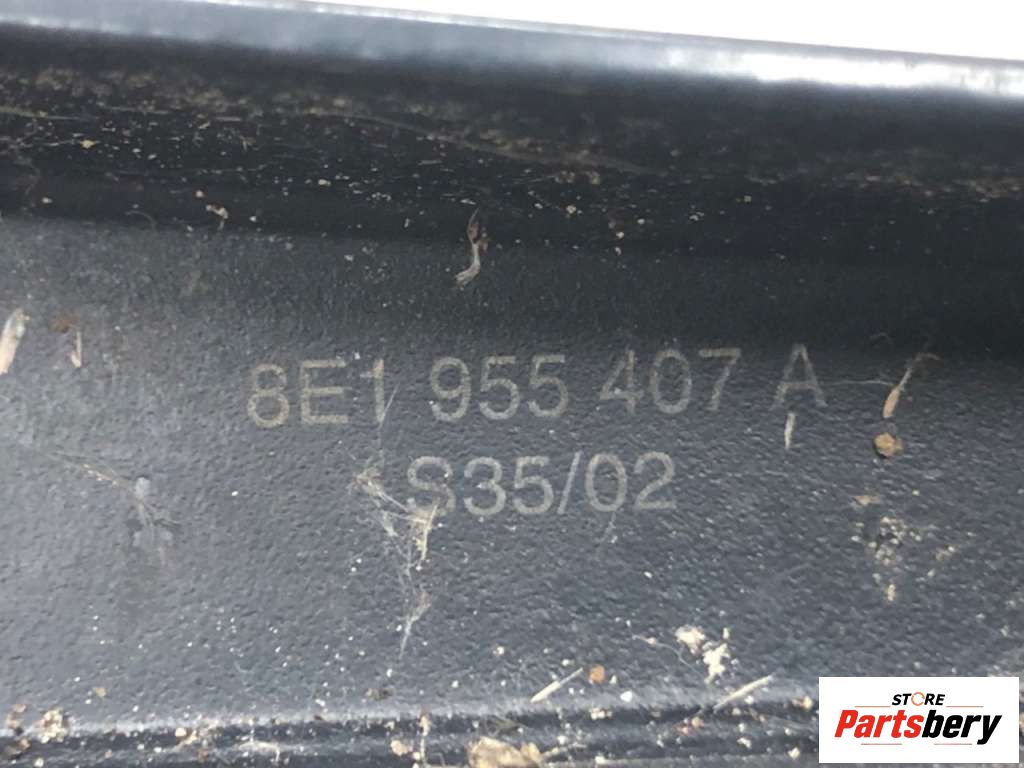 8E1 955 407 A
S35/02
STORE
Partsbery